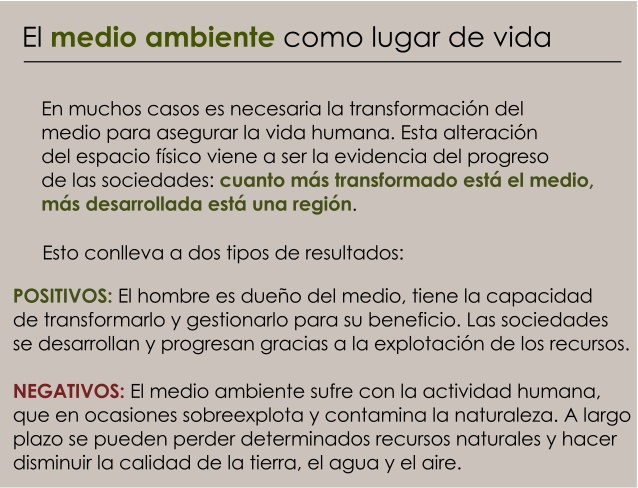 El medio ambiente como lugar de vida
En muchos casos es necesaria la transformación del
medio para asegurar la vida humana. Esta alteración
del espacio físico viene a ser la evidencia del progreso
de las sociedades: cuanto más transformado está el medio,
más desarrollada está una región.
Esto conlleva a dos tipos de resultados:
POSITIVOS: El hombre es dueño del medio, tiene la capacidad
de transformarlo y gestionarlo para su beneficio. Las sociedades
se desarrollan y progresan gracias a la explotación de los recursos.
NEGATIVOS: El medio ambiente sufre con la actividad humana,
que en ocasiones sobreexplota y contamina la naturaleza. A largo
plazo se pueden perder determinados recursos naturales y hacer
disminuir la calidad de la tierra, el agua y el aire.